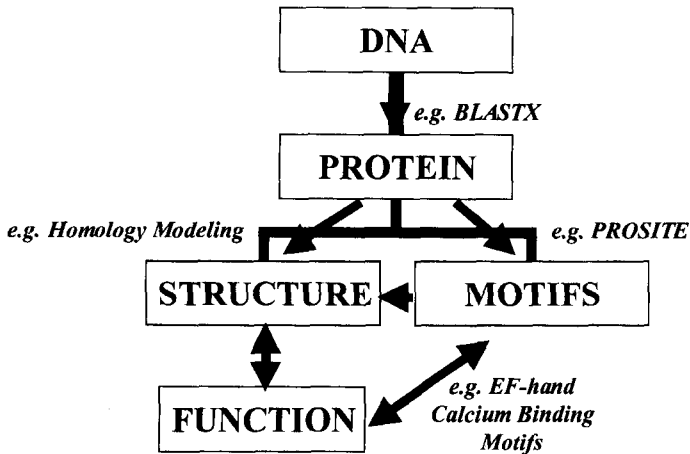 DNA
e.g. BLASTX
PROTEIN
e.g. Homology Modeling
e.g. PROSITE
STRUCTURE
MOTIFS
FUNCTION
e.g. EF-hand
Calcium Binding
Motifs